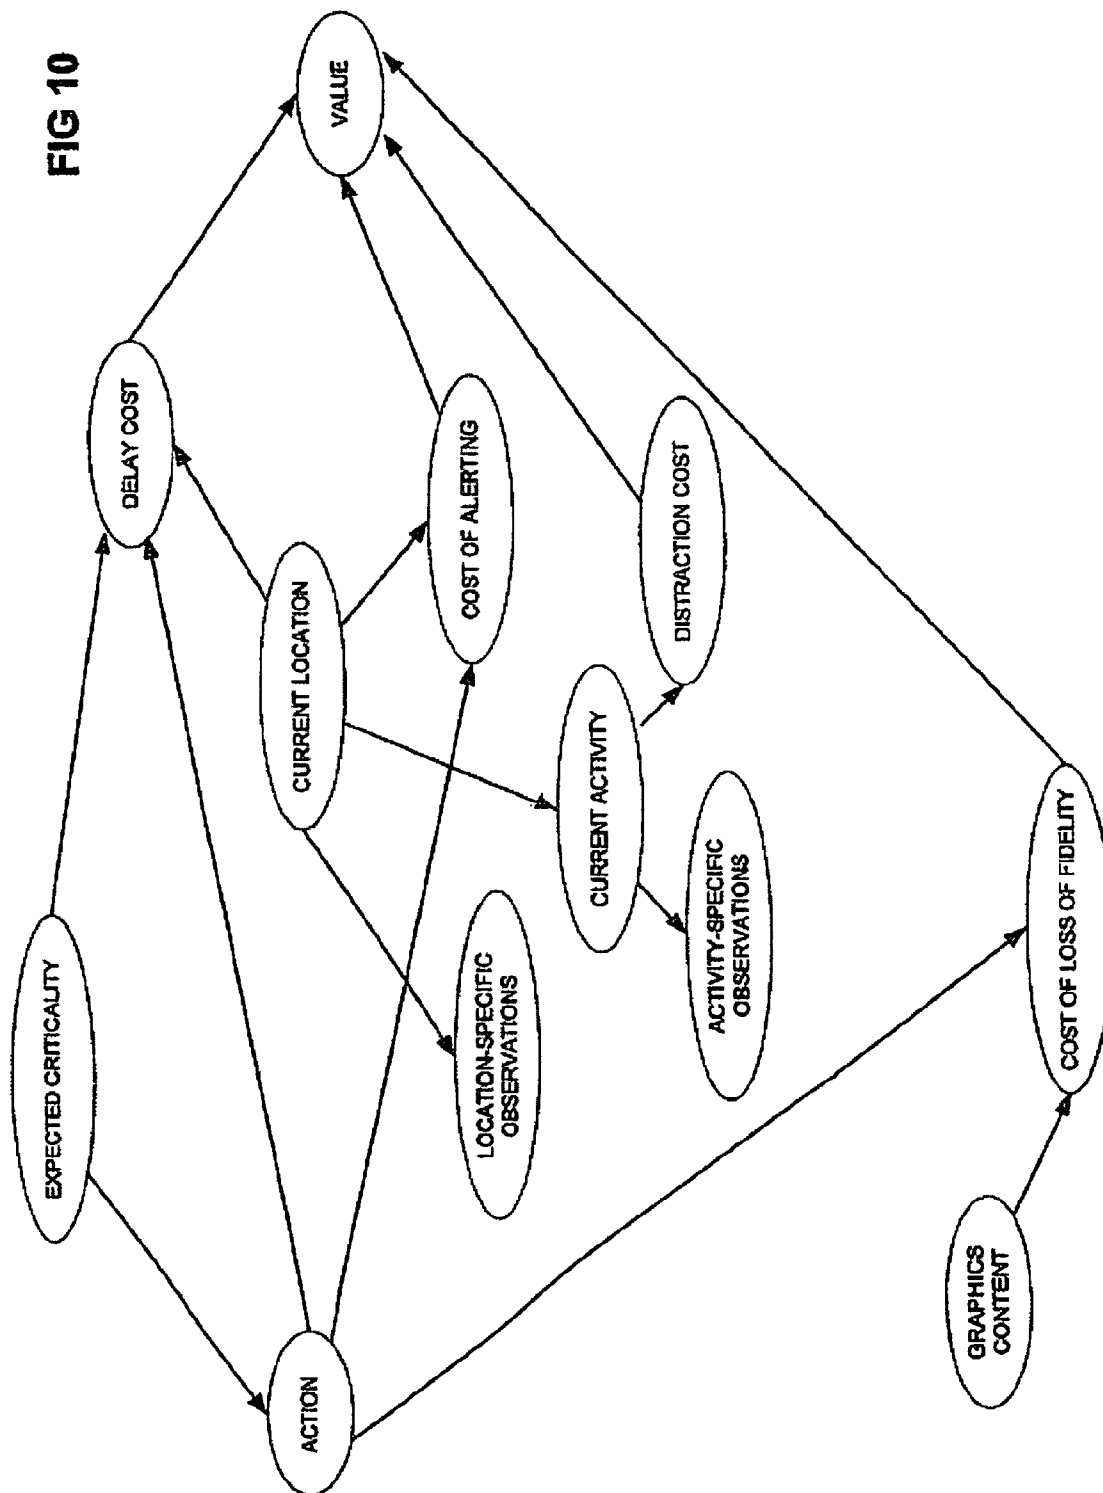 FIG 10
EXPECTED CRITICALITY
DELAY COST
VALUE
ACTION
CURRENT LOCATION
LOCATION-SPECIFIC
OBSERVATIONS
COST OF ALERTING
CURRENT ACTIVITY
ACTIVITY-SPECIFIC
OBSERVATIONS
DISTRACTION COST
GRAPHICS
CONTENT
COST OF LOSS OF FIDELITY